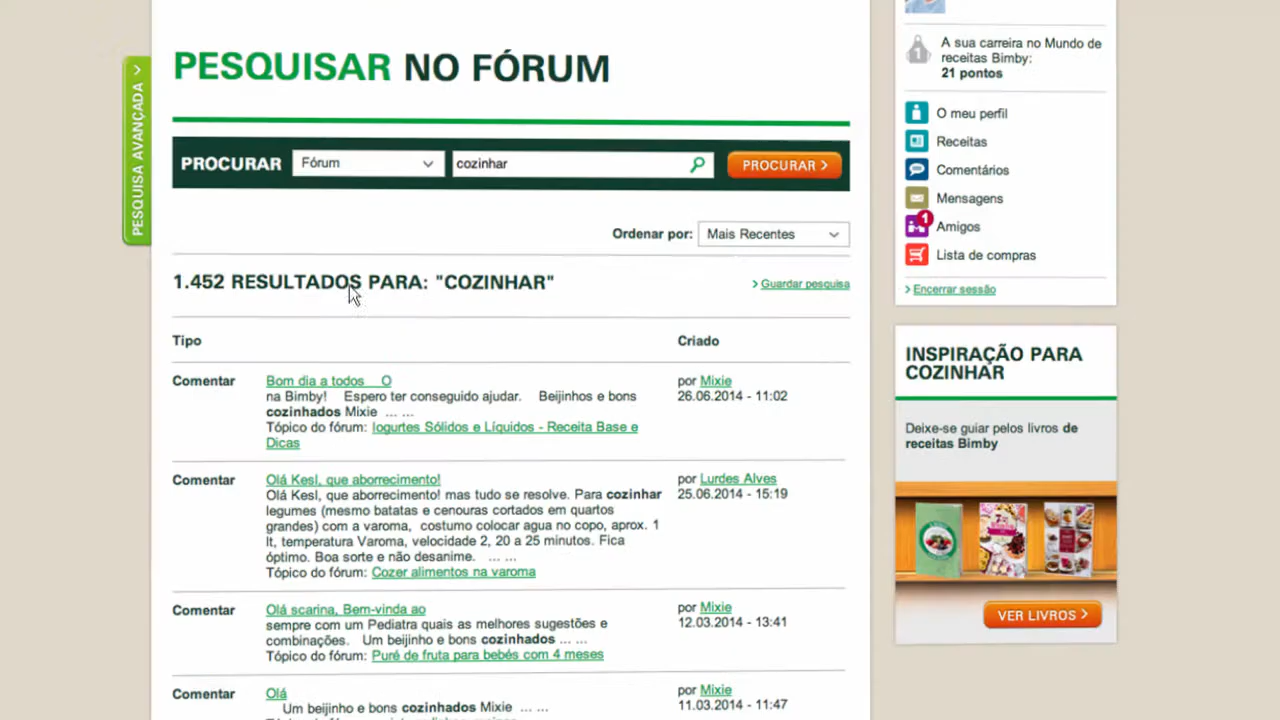 PESQUISAR NO FÓRUM
PESQUISA AVANÇADA >
PROCURAR Fórum cozinhar PROCURAR >
Ordenar por: Mais Recentes
1.452 RESULTADOS PARA: "COZINHAR"
> Guardar pesquisa
Tipo Criado
Comentar Bom dia a todos O por Mixie
na Bimby! Espero ter conseguido ajudar. Beijinhos e bons 26.06.2014 - 11:02
cozinhados Mixie ... ...
Tópico do fórum: Iogurtes Sólidos e Líquidos - Receita Base e
Dicas
Comentar Olá Kesl, que aborrecimento! por Lurdes Alves
Olá Kesl, que aborrecimento! mas tudo se resolve. Para cozinhar 25.06.2014 - 15:19
legumes (mesmo batatas e cenouras cortados em quartos
grandes) com a varoma, costumo colocar agua no copo, aprox. 1
lt, temperatura Varoma, velocidade 2, 20 a 25 minutos. Fica
óptimo. Boa sorte e não desanime. ... ...
Tópico do fórum: Cozer alimentos na varoma
Comentar Olá scarina, Bem-vinda ao por Mixie
sempre com um Pediatra quais as melhores sugestões e 12.03.2014 - 13:41
combinações. Um beijinho e bons cozinhados ... ...
Tópico do fórum: Puré de fruta para bebés com 4 meses
Comentar Olá por Mixie
Um beijinho e bons cozinhados Mixie ... ... 11.03.2014 - 11:47
1
A sua carreira no Mundo de
receitas Bimby:
21 pontos
O meu perfil
Receitas
Comentários
Mensagens
1
Amigos
Lista de compras
> Encerrar sessão
INSPIRAÇÃO PARA
COZINHAR
Deixe-se guiar pelos livros de
receitas Bimby
VER LIVROS >